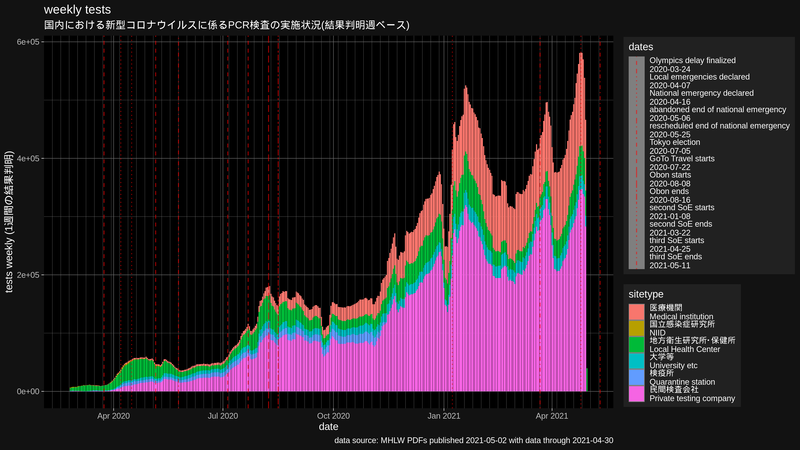 weekly tests
国内における新型コロナウイルスに係るPCR検査の実施状況(結果判明週ベース)
6e+05
4e+05
2e+05
0e+00
tests weekly (1週間の結果判明)
Apr 2020
Jul 2020
Oct 2020
Jan 2021
Apr 2021
date
data source: MHLW PDFs published 2021-05-02 with data through 2021-04-30
dates
Olympics delay finalized
2020-03-24
Local emergencies declared
2020-04-07
National emergency declared
2020-04-16
abandoned end of national emergency
2020-05-06
rescheduled end of national emergency
2020-05-25
Tokyo election
2020-07-05
GoTo Travel starts
2020-07-22
Obon starts
2020-08-08
Obon ends
2020-08-16
second SoE starts
2021-01-08
second SoE ends
2021-03-22
third SoE starts
2021-04-25
third SoE ends
2021-05-11
sitetype
医療機関
Medical institution
国立感染症研究所
NIID
地方衛生研究所・保健所
Local Health Center
大学等
University etc
検疫所
Quarantine station
民間検査会社
Private testing company